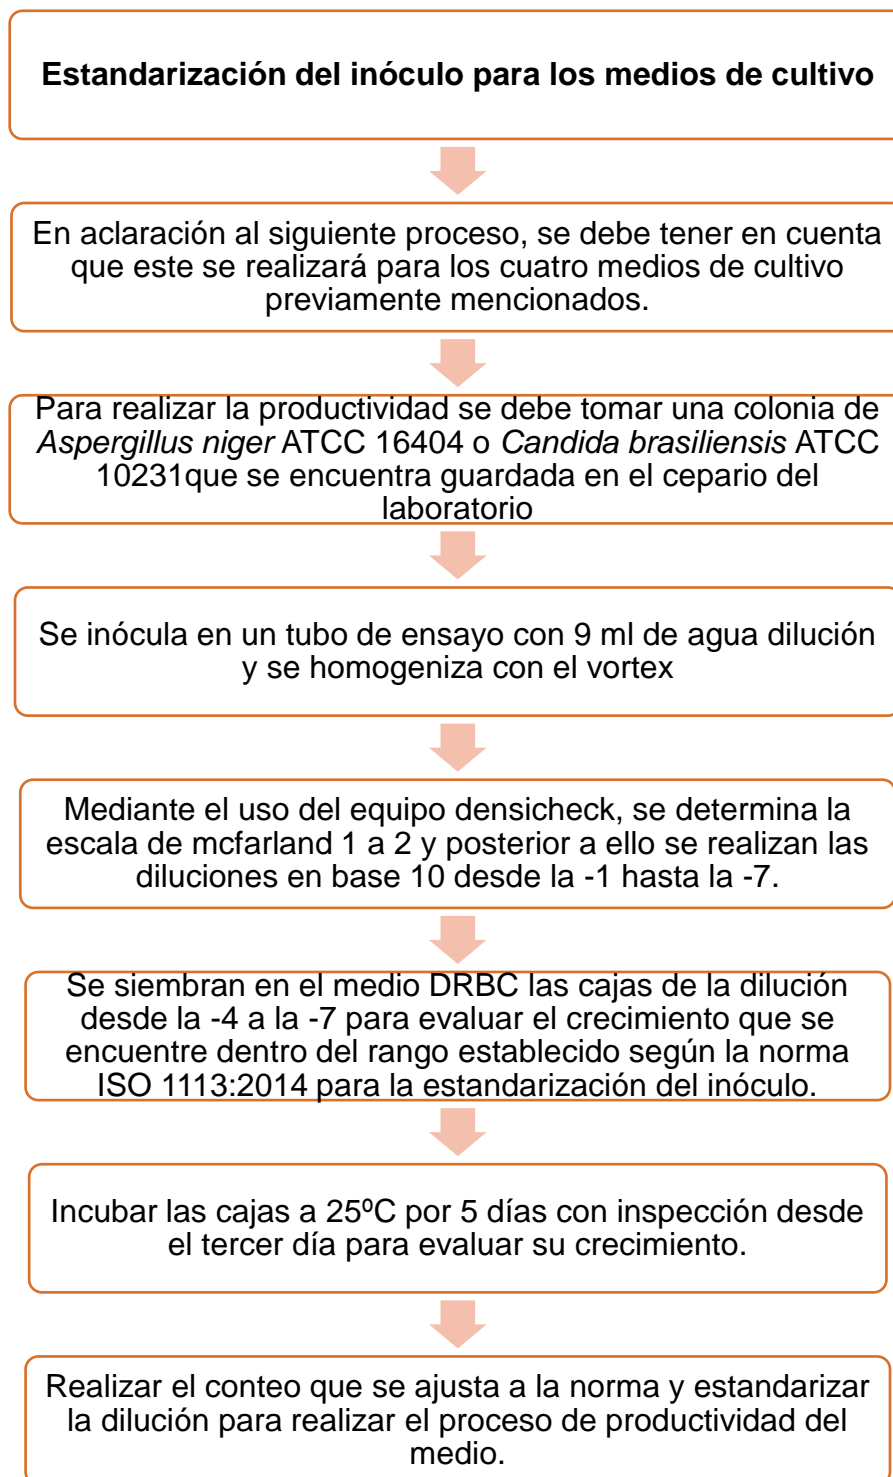 Estandarización del inóculo para los medios de cultivo
En aclaración al siguiente proceso, se debe tener en cuenta
que este se realizará para los cuatro medios de cultivo
previamente mencionados.
Para realizar la productividad se debe tomar una colonia de
Aspergillus niger ATCC 16404 o Candida brasiliensis ATCC
10231que se encuentra guardada en el cepario del
laboratorio
Se inócula en un tubo de ensayo con 9 ml de agua dilución
y se homogeniza con el vortex
Mediante el uso del equipo densicheck, se determina la
escala de mcfarland 1 a 2 y posterior a ello se realizan las
diluciones en base 10 desde la -1 hasta la -7.
Se siembran en el medio DRBC las cajas de la dilución
desde la -4 a la -7 para evaluar el crecimiento que se
encuentre dentro del rango establecido según la norma
ISO 1113:2014 para la estandarización del inóculo.
Incubar las cajas a 25ºC por 5 días con inspección desde
el tercer día para evaluar su crecimiento.
Realizar el conteo que se ajusta a la norma y estandarizar
la dilución para realizar el proceso de productividad del
medio.